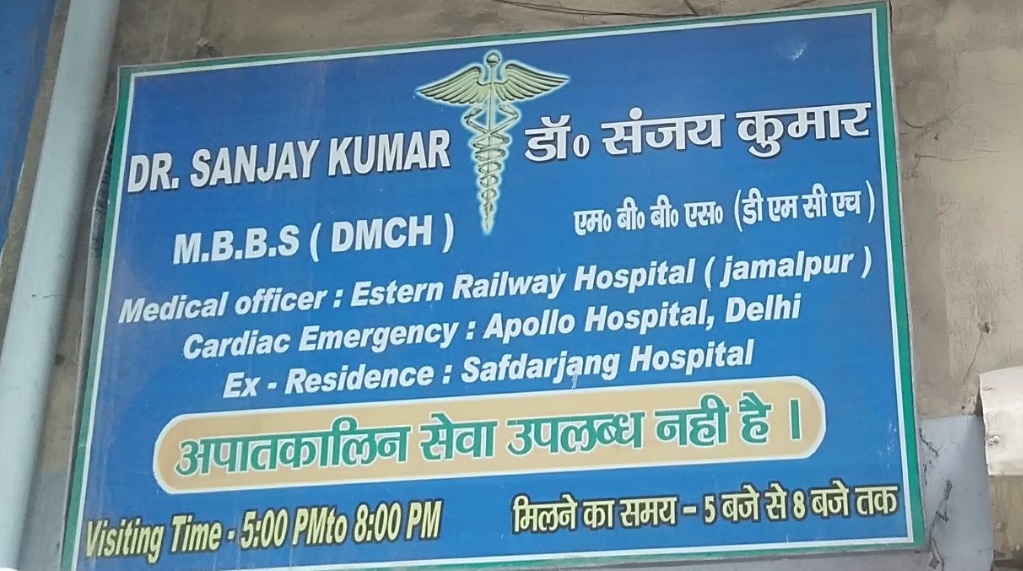 DR. SANJAY KUMAR डॉ० संजय कुमार
M.B.B.S ( DMCH ) एम० बी० बी० एस० (डी एम सी एच )
Medical officer : Estern Railway Hospital ( jamalpur )
Cardiac Emergency : Apollo Hospital, Delhi
Ex - Residence : Safdarjang Hospital
अपातकालिन सेवा उपलब्ध नही है ।
Visiting Time - 5:00 PMto 8:00 PM मिलने का समय – 5 बजे से 8 बजे तक